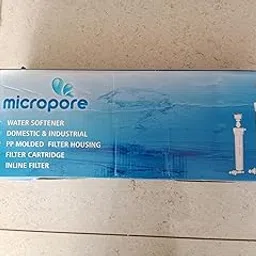 micropore
WATER SOFTENER
DOMESTIC & INDUSTRIAL
PP MOLDED FILTER HOUSING
FILTER CARTRIDGE
INLINE FILTER